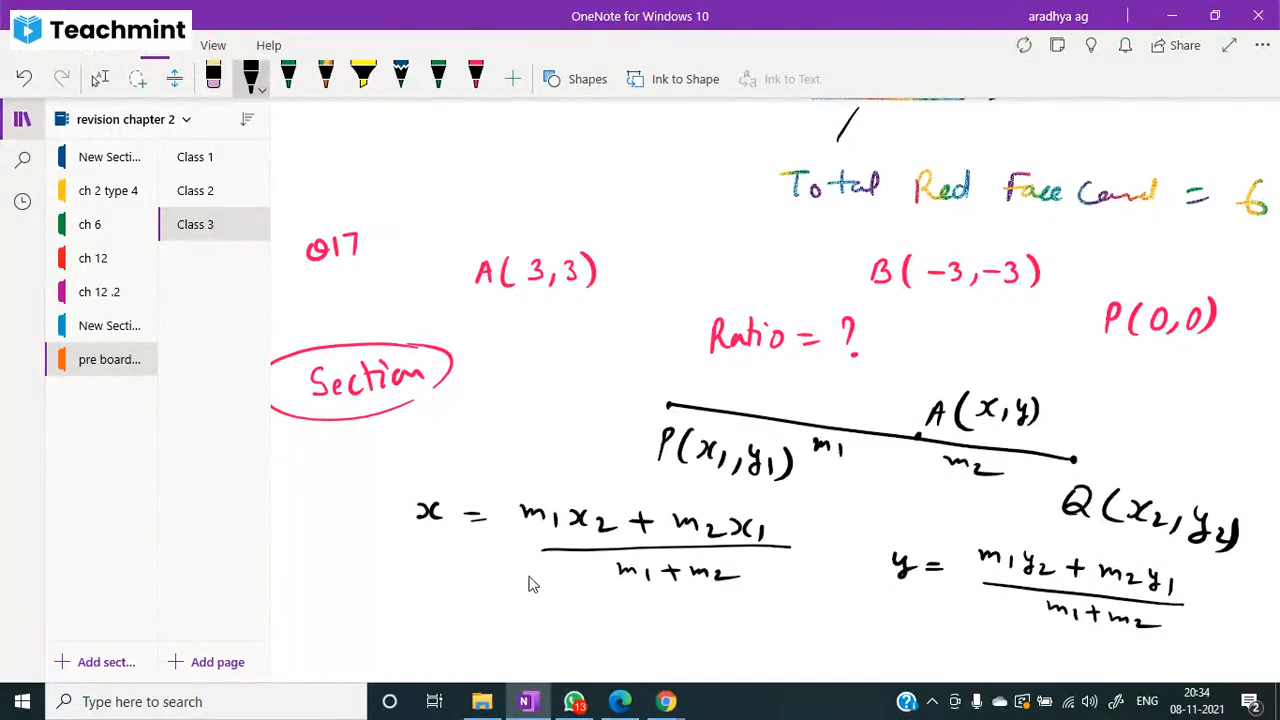 OneNote for Windows 10
aradhya ag
Teachmint
View Help
Share
Shapes Ink to Shape Ink to Text
revision chapter 2
New Secti...
ch 2 type 4
ch 6
ch 12
ch 12 .2
New Secti...
pre board...
Class 1
Class 2
Class 3
Total Red Face Card = 6
Q17
A(3,3) B(-3,-3)
P(0,0)
Ratio = ?
Section
A(x,y)
P(x₁,y₁) m₁ m₂
Q(x₂,y₂)
x = m₁x₂ + m₂x₁
m₁+m₂
y = m₁y₂ + m₂y₁
m₁+m₂
Add sect... Add page
Type here to search
13
ENG
20:34
08-11-2021
2